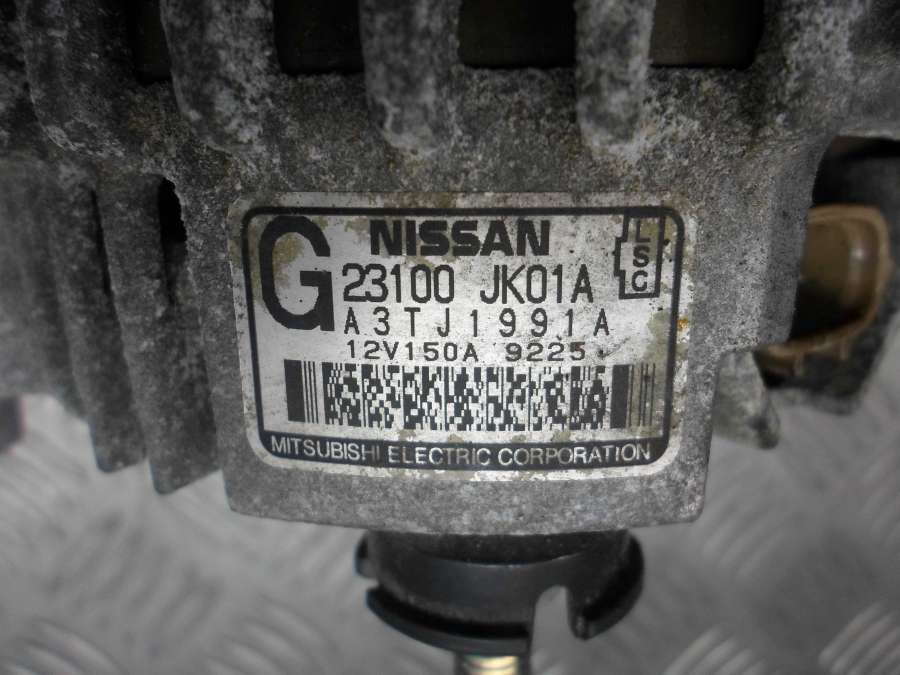 G NISSAN LSC
23100 JK01A
A3TJ1991A
12V150A 9225
MITSUBISHI ELECTRIC CORPORATION